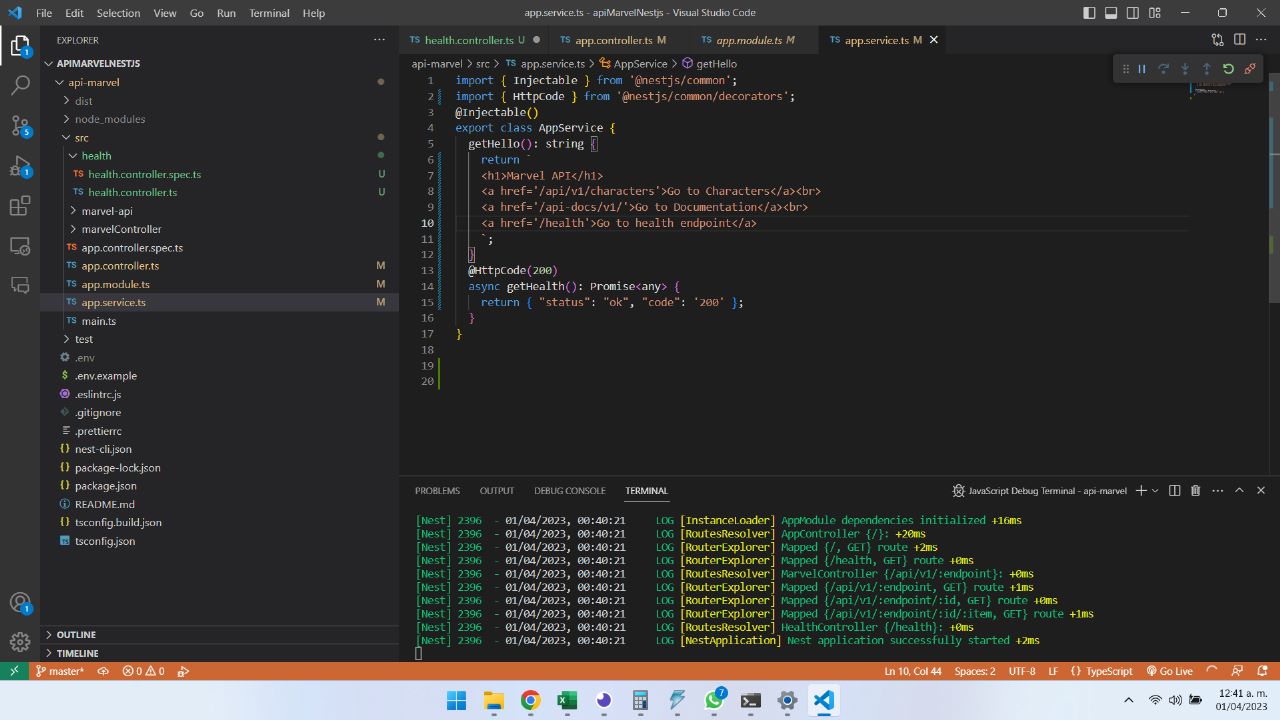 File Edit Selection View Go Run Terminal Help
app.service.ts - apiMarvelNestjs - Visual Studio Code
EXPLORER
APIMARVELNESTJS
api-marvel
dist
node_modules
src
health
TS health.controller.spec.ts U
TS health.controller.ts U
marvel-api
marvelController
TS app.controller.spec.ts
TS app.controller.ts M
TS app.module.ts M
TS app.service.ts M
TS main.ts
test
.env
$ .env.example
.eslintrc.js
.gitignore
.prettierrc
{} nest-cli.json
{} package-lock.json
{} package.json
README.md
{} tsconfig.build.json
TS tsconfig.json
OUTLINE
TIMELINE
1
5
1
1
TS health.controller.ts U
TS app.controller.ts M
TS app.module.ts M
TS app.service.ts M
api-marvel > src > TS app.service.ts > AppService > getHello
1 import { Injectable } from '@nestjs/common';
2 import { HttpCode } from '@nestjs/common/decorators';
3 @Injectable()
4 export class AppService {
5 getHello(): string {
6 return `
7 <h1>Marvel API</h1>
8 <a href='/api/v1/characters'>Go to Characters</a><br>
9 <a href='/api-docs/v1/'>Go to Documentation</a><br>
10 <a href='/health'>Go to health endpoint</a>
11 `;
12 }
13 @HttpCode(200)
14 async getHealth(): Promise<any> {
15 return { "status": "ok", "code": '200' };
16 }
17 }
18
19
20
PROBLEMS OUTPUT DEBUG CONSOLE TERMINAL
JavaScript Debug Terminal - api-marvel
[Nest] 2396 - 01/04/2023, 00:40:21 LOG [InstanceLoader] AppModule dependencies initialized +16ms
[Nest] 2396 - 01/04/2023, 00:40:21 LOG [RoutesResolver] AppController {/}: +20ms
[Nest] 2396 - 01/04/2023, 00:40:21 LOG [RouterExplorer] Mapped {/, GET} route +2ms
[Nest] 2396 - 01/04/2023, 00:40:21 LOG [RouterExplorer] Mapped {/health, GET} route +0ms
[Nest] 2396 - 01/04/2023, 00:40:21 LOG [RoutesResolver] MarvelController {/api/v1/:endpoint}: +0ms
[Nest] 2396 - 01/04/2023, 00:40:21 LOG [RouterExplorer] Mapped {/api/v1/:endpoint, GET} route +1ms
[Nest] 2396 - 01/04/2023, 00:40:21 LOG [RouterExplorer] Mapped {/api/v1/:endpoint/:id, GET} route +0ms
[Nest] 2396 - 01/04/2023, 00:40:21 LOG [RouterExplorer] Mapped {/api/v1/:endpoint/:id/:item, GET} route +1ms
[Nest] 2396 - 01/04/2023, 00:40:21 LOG [RoutesResolver] HealthController {/health}: +0ms
[Nest] 2396 - 01/04/2023, 00:40:21 LOG [NestApplication] Nest application successfully started +2ms
master* 0 0
Ln 10, Col 44 Spaces: 2 UTF-8 LF {} TypeScript Go Live
7
12:41 a. m.
01/04/2023